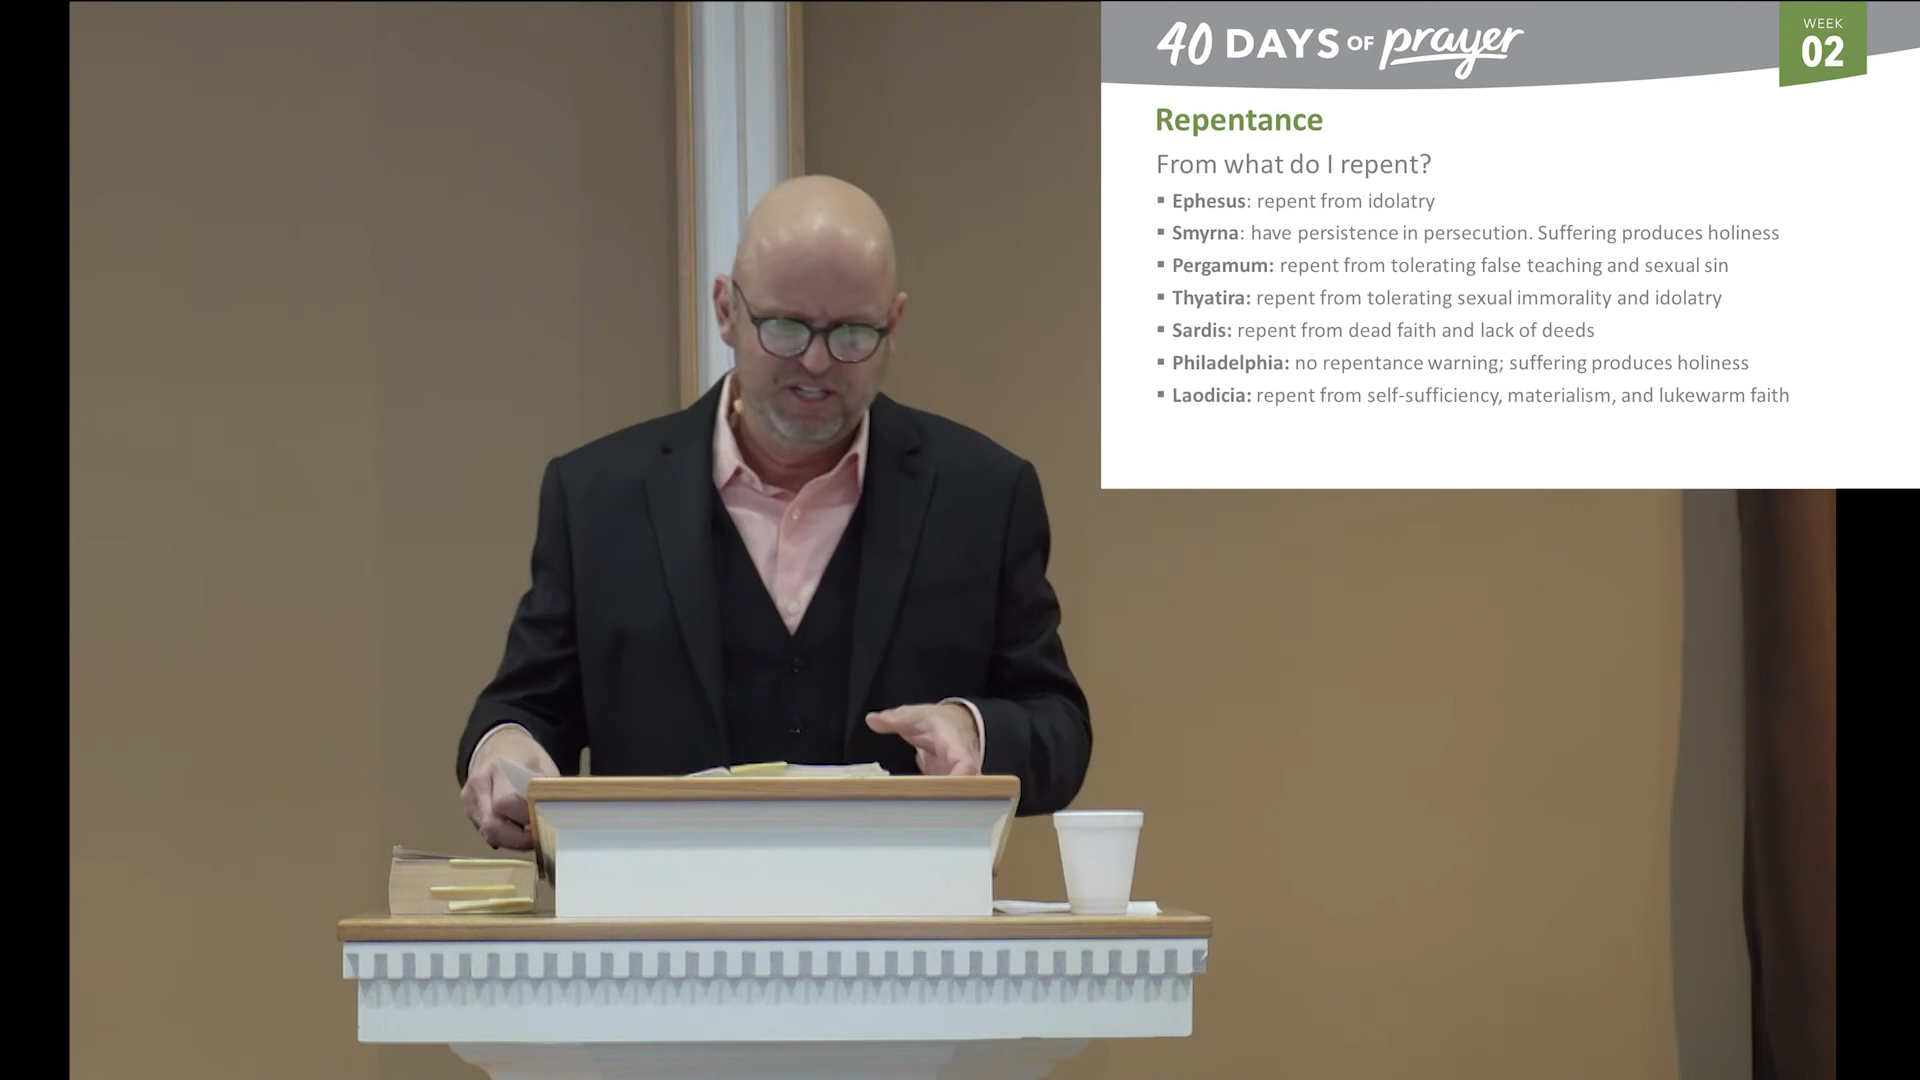 40 DAYS OF prayer
WEEK
02
Repentance
From what do I repent?
▪ Ephesus: repent from idolatry
▪ Smyrna: have persistence in persecution. Suffering produces holiness
▪ Pergamum: repent from tolerating false teaching and sexual sin
▪ Thyatira: repent from tolerating sexual immorality and idolatry
▪ Sardis: repent from dead faith and lack of deeds
▪ Philadelphia: no repentance warning; suffering produces holiness
▪ Laodicia: repent from self-sufficiency, materialism, and lukewarm faith